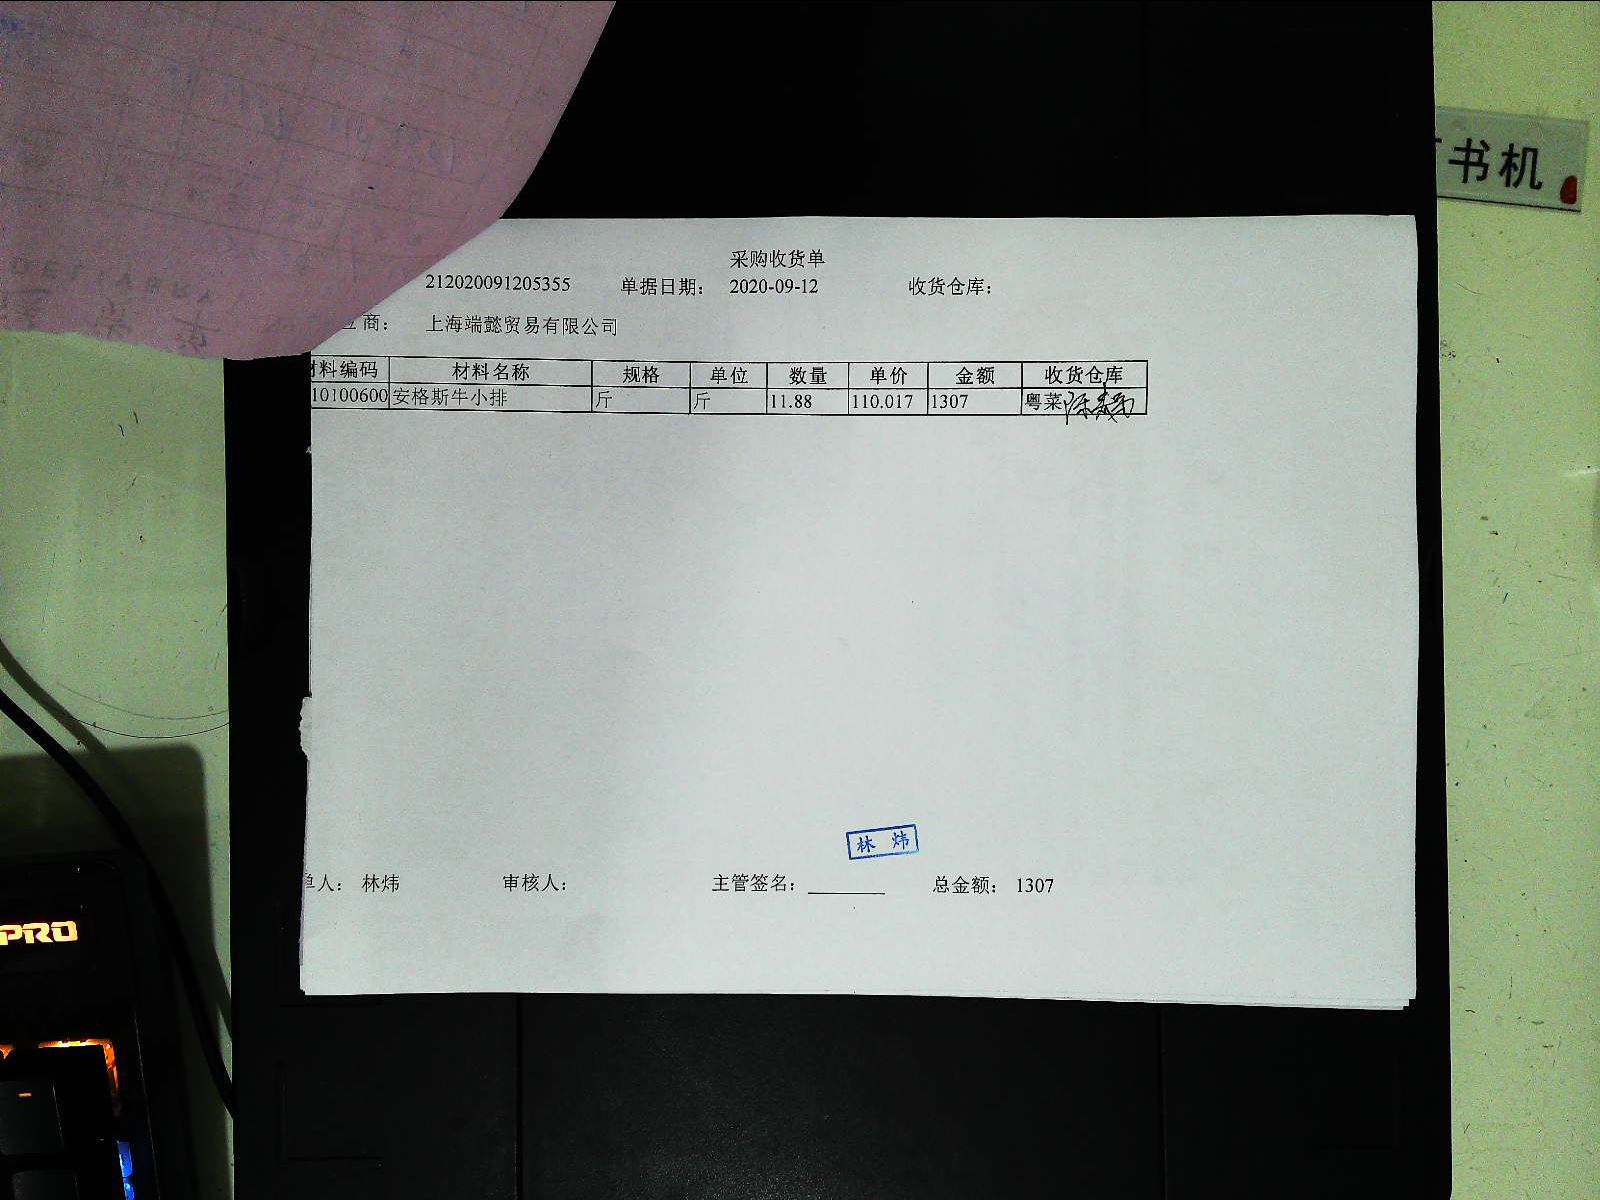 书机
采购收货单
212020091205355 单据日期： 2020-09-12 收货仓库：
商： 上海端懿贸易有限公司
材料编码 材料名称 规格 单位 数量 单价 金额 收货仓库
10100600 安格斯牛小排 斤 斤 11.88 110.017 1307 粤菜
林 炜
单人： 林炜 审核人： 主管签名： 总金额： 1307
PRO
DELIVERY